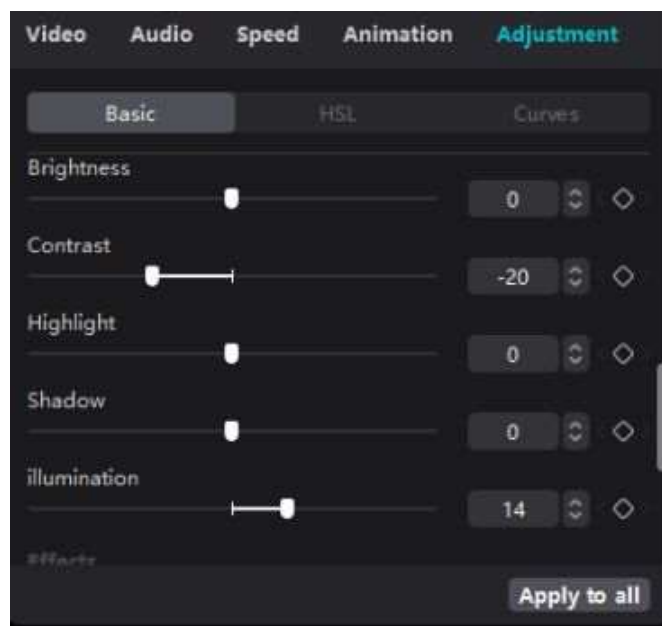 Video Audio Speed Animation Adjustment
Basic HSL Curves
Brightness
0
Contrast
-20
Highlight
0
Shadow
0
illumination
14
Effects
Apply to all